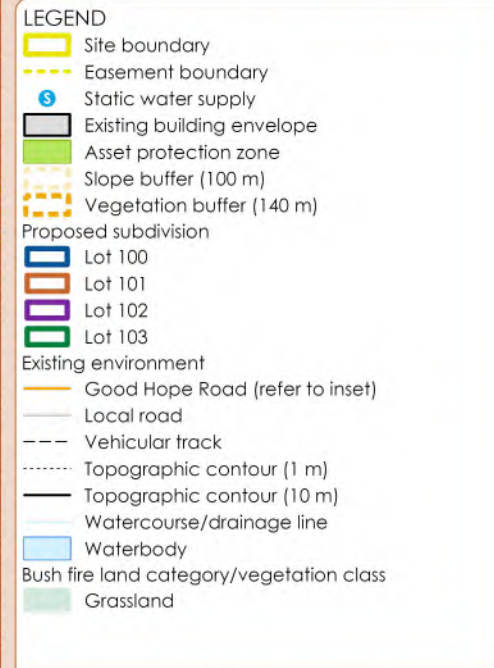 LEGEND
Site boundary
Easement boundary
S Static water supply
Existing building envelope
Asset protection zone
Slope buffer (100 m)
Vegetation buffer (140 m)
Proposed subdivision
Lot 100
Lot 101
Lot 102
Lot 103
Existing environment
Good Hope Road (refer to inset)
Local road
Vehicular track
Topographic contour (1 m)
Topographic contour (10 m)
Watercourse/drainage line
Waterbody
Bush fire land category/vegetation class
Grassland